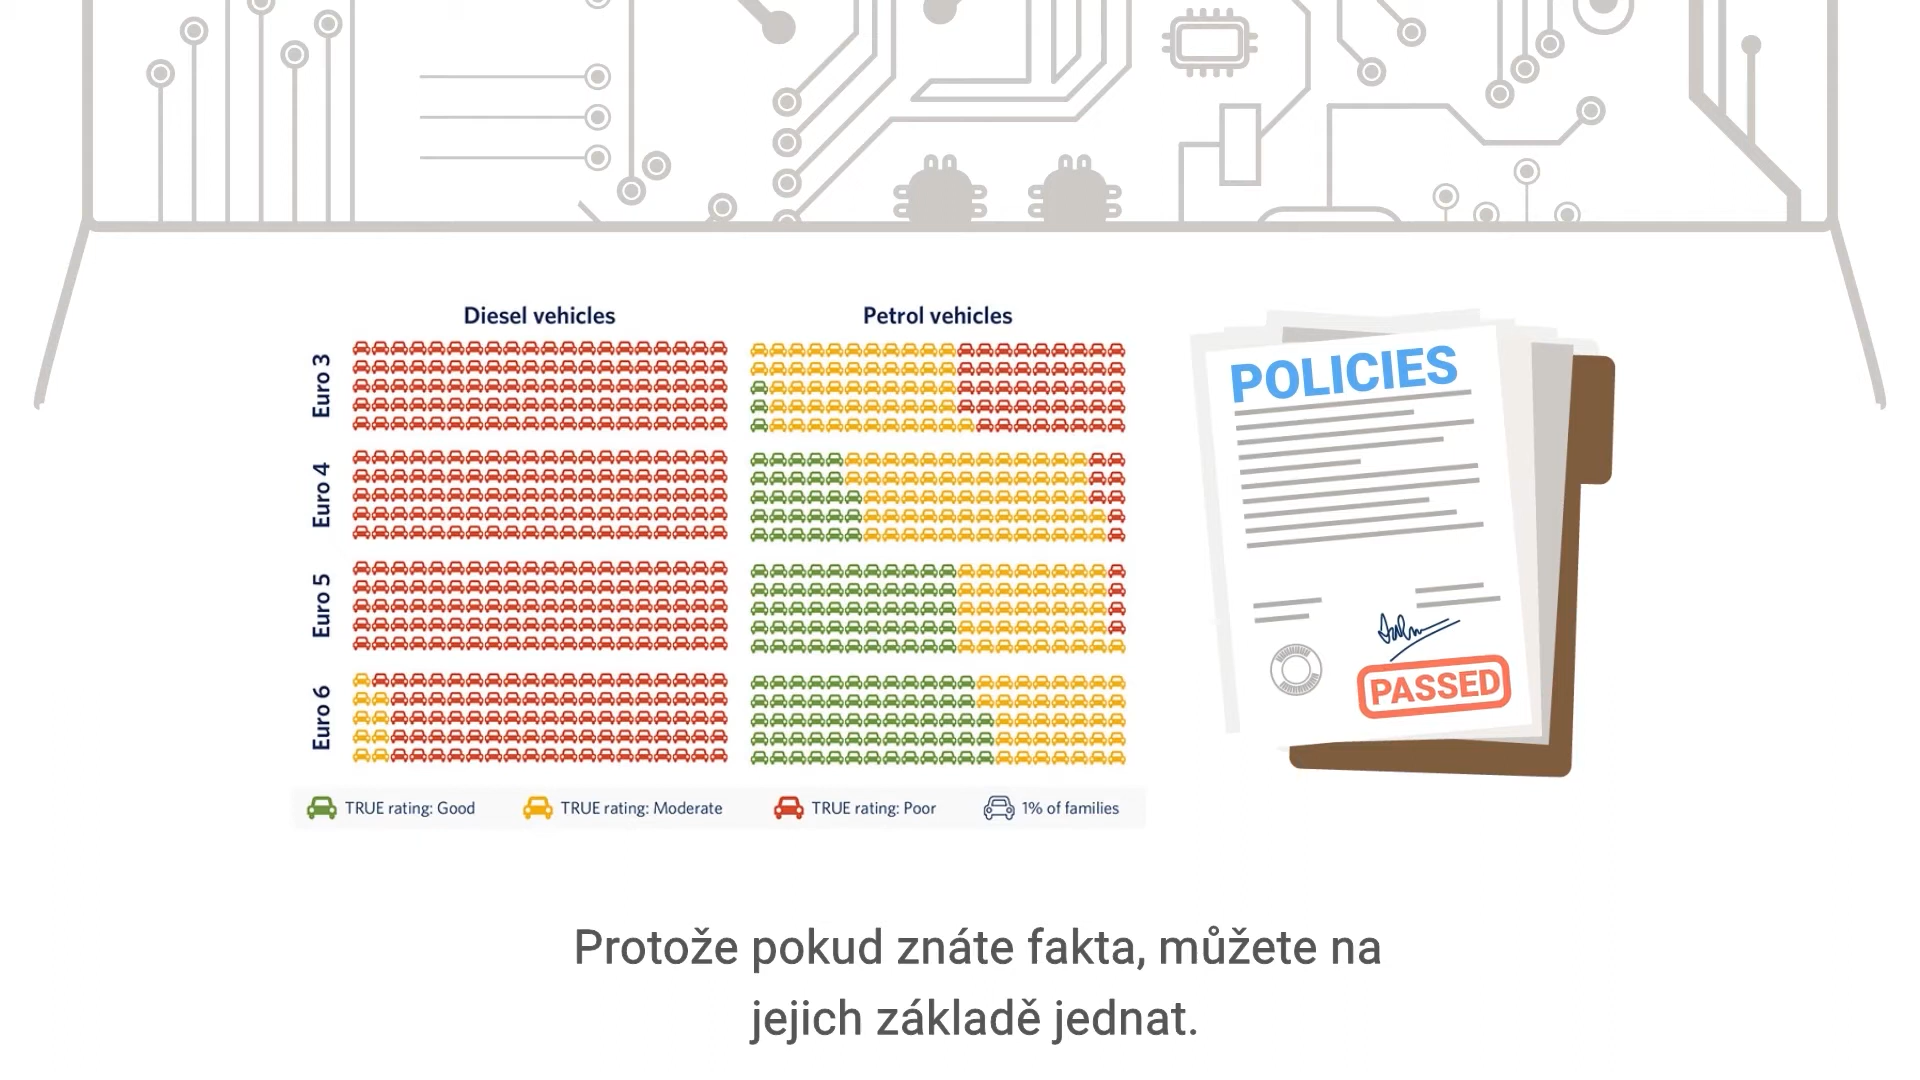 Diesel vehicles
Petrol vehicles
Euro 3
Euro 4
Euro 5
Euro 6
TRUE rating: Good
TRUE rating: Moderate
TRUE rating: Poor
1% of families
POLICIES
PASSED
Protože pokud znáte fakta, můžete na
jejich základě jednat.